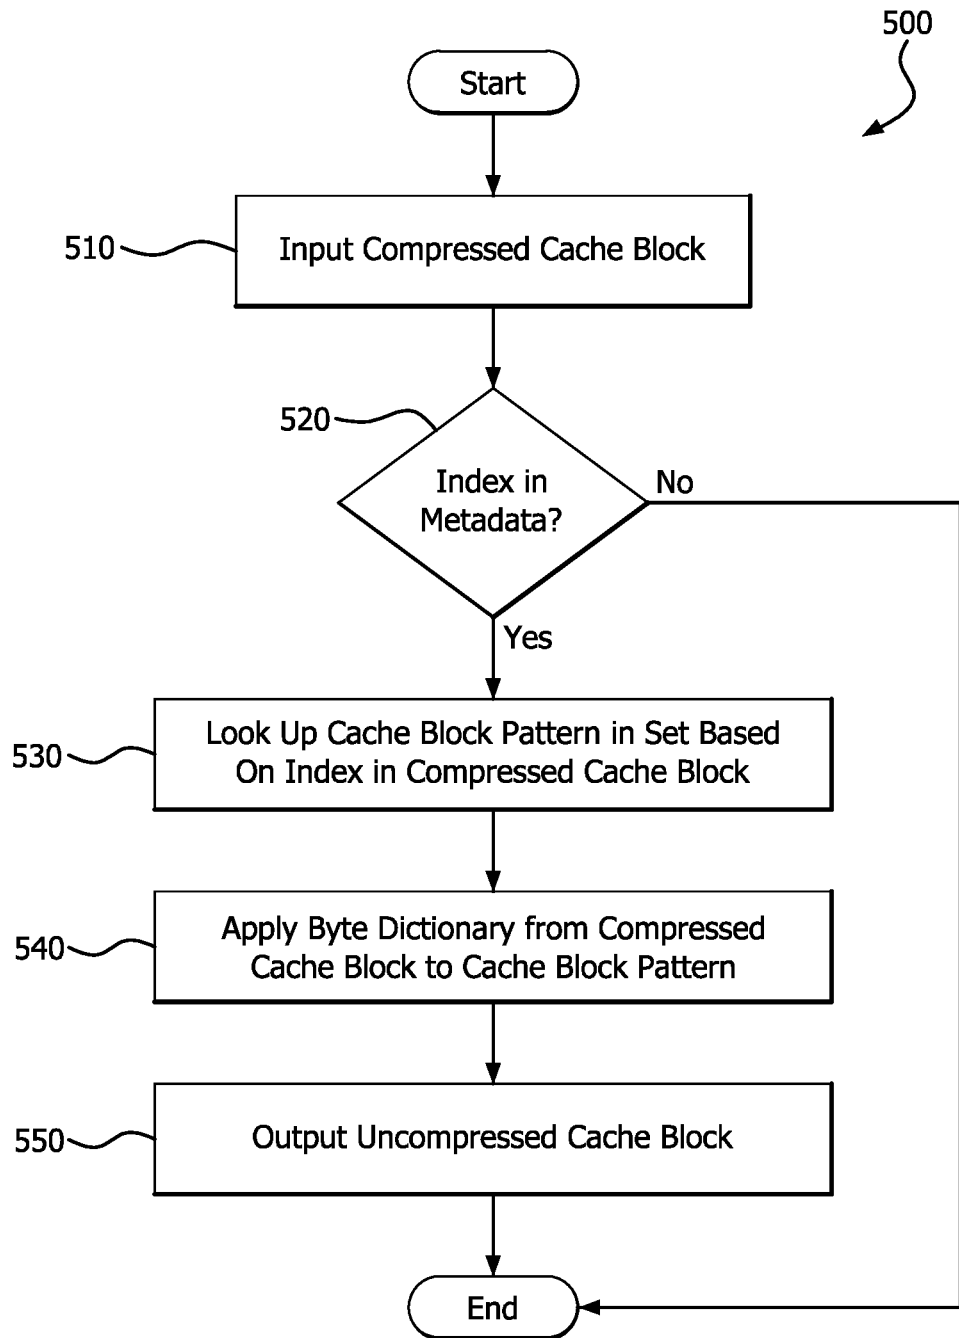 500
Start
510
Input Compressed Cache Block
520
Index in
Metadata?
No
Yes
530
Look Up Cache Block Pattern in Set Based
On Index in Compressed Cache Block
540
Apply Byte Dictionary from Compressed
Cache Block to Cache Block Pattern
550
Output Uncompressed Cache Block
End